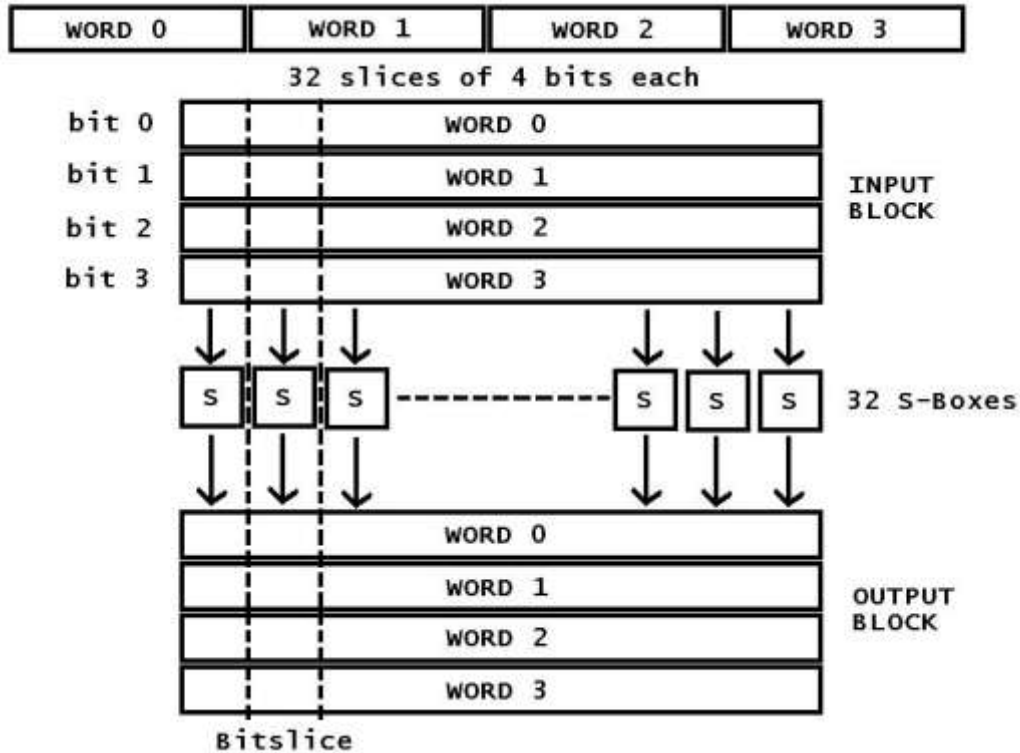 WORD 0 WORD 1 WORD 2 WORD 3
32 slices of 4 bits each
bit 0 WORD 0
bit 1 WORD 1
bit 2 WORD 2
bit 3 WORD 3
INPUT
BLOCK
S S S S S S
32 S-Boxes
WORD 0
WORD 1
WORD 2
WORD 3
OUTPUT
BLOCK
Bitslice